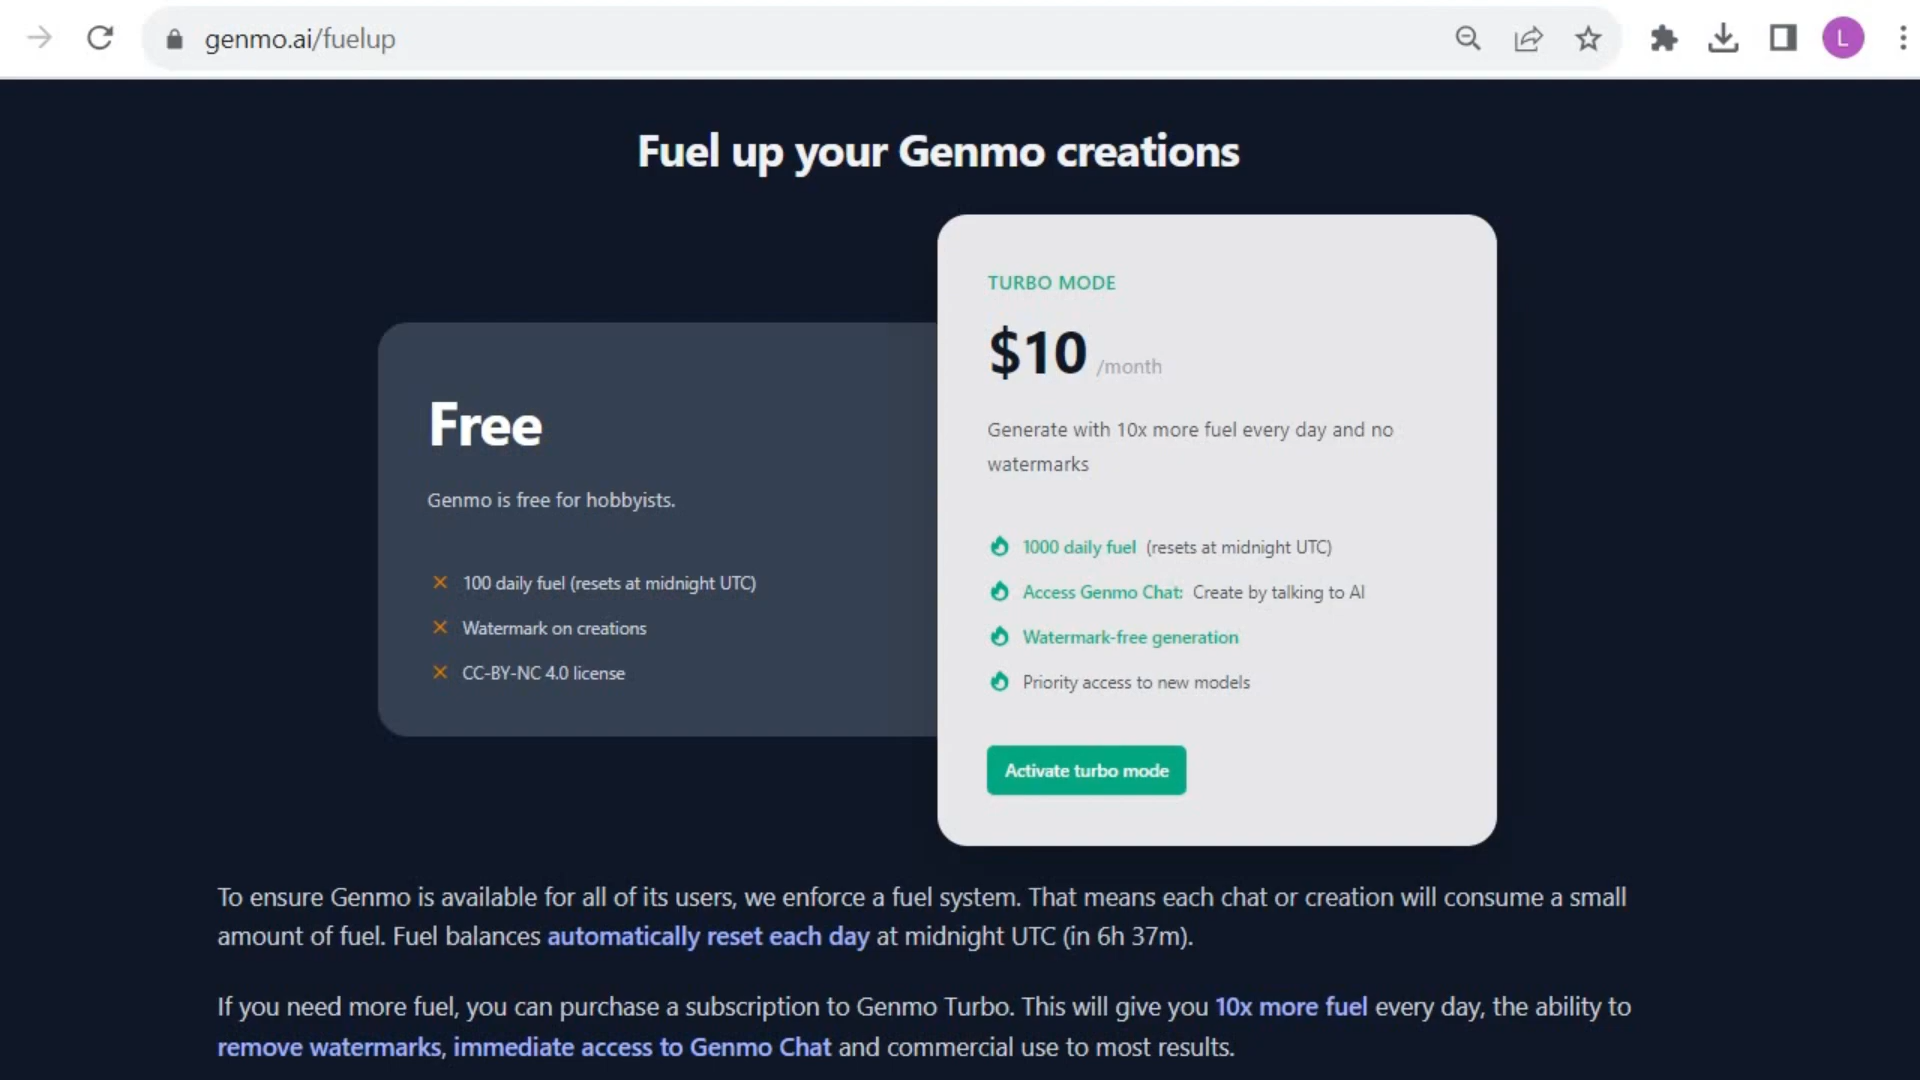 genmo.ai/fuelup
L
Fuel up your Genmo creations
Free
Genmo is free for hobbyists.
100 daily fuel (resets at midnight UTC)
Watermark on creations
CC-BY-NC 4.0 license
TURBO MODE
$10 /month
Generate with 10x more fuel every day and no
watermarks
1000 daily fuel (resets at midnight UTC)
Access Genmo Chat: Create by talking to AI
Watermark-free generation
Priority access to new models
Activate turbo mode
To ensure Genmo is available for all of its users, we enforce a fuel system. That means each chat or creation will consume a small
amount of fuel. Fuel balances automatically reset each day at midnight UTC (in 6h 37m).
If you need more fuel, you can purchase a subscription to Genmo Turbo. This will give you 10x more fuel every day, the ability to
remove watermarks, immediate access to Genmo Chat and commercial use to most results.